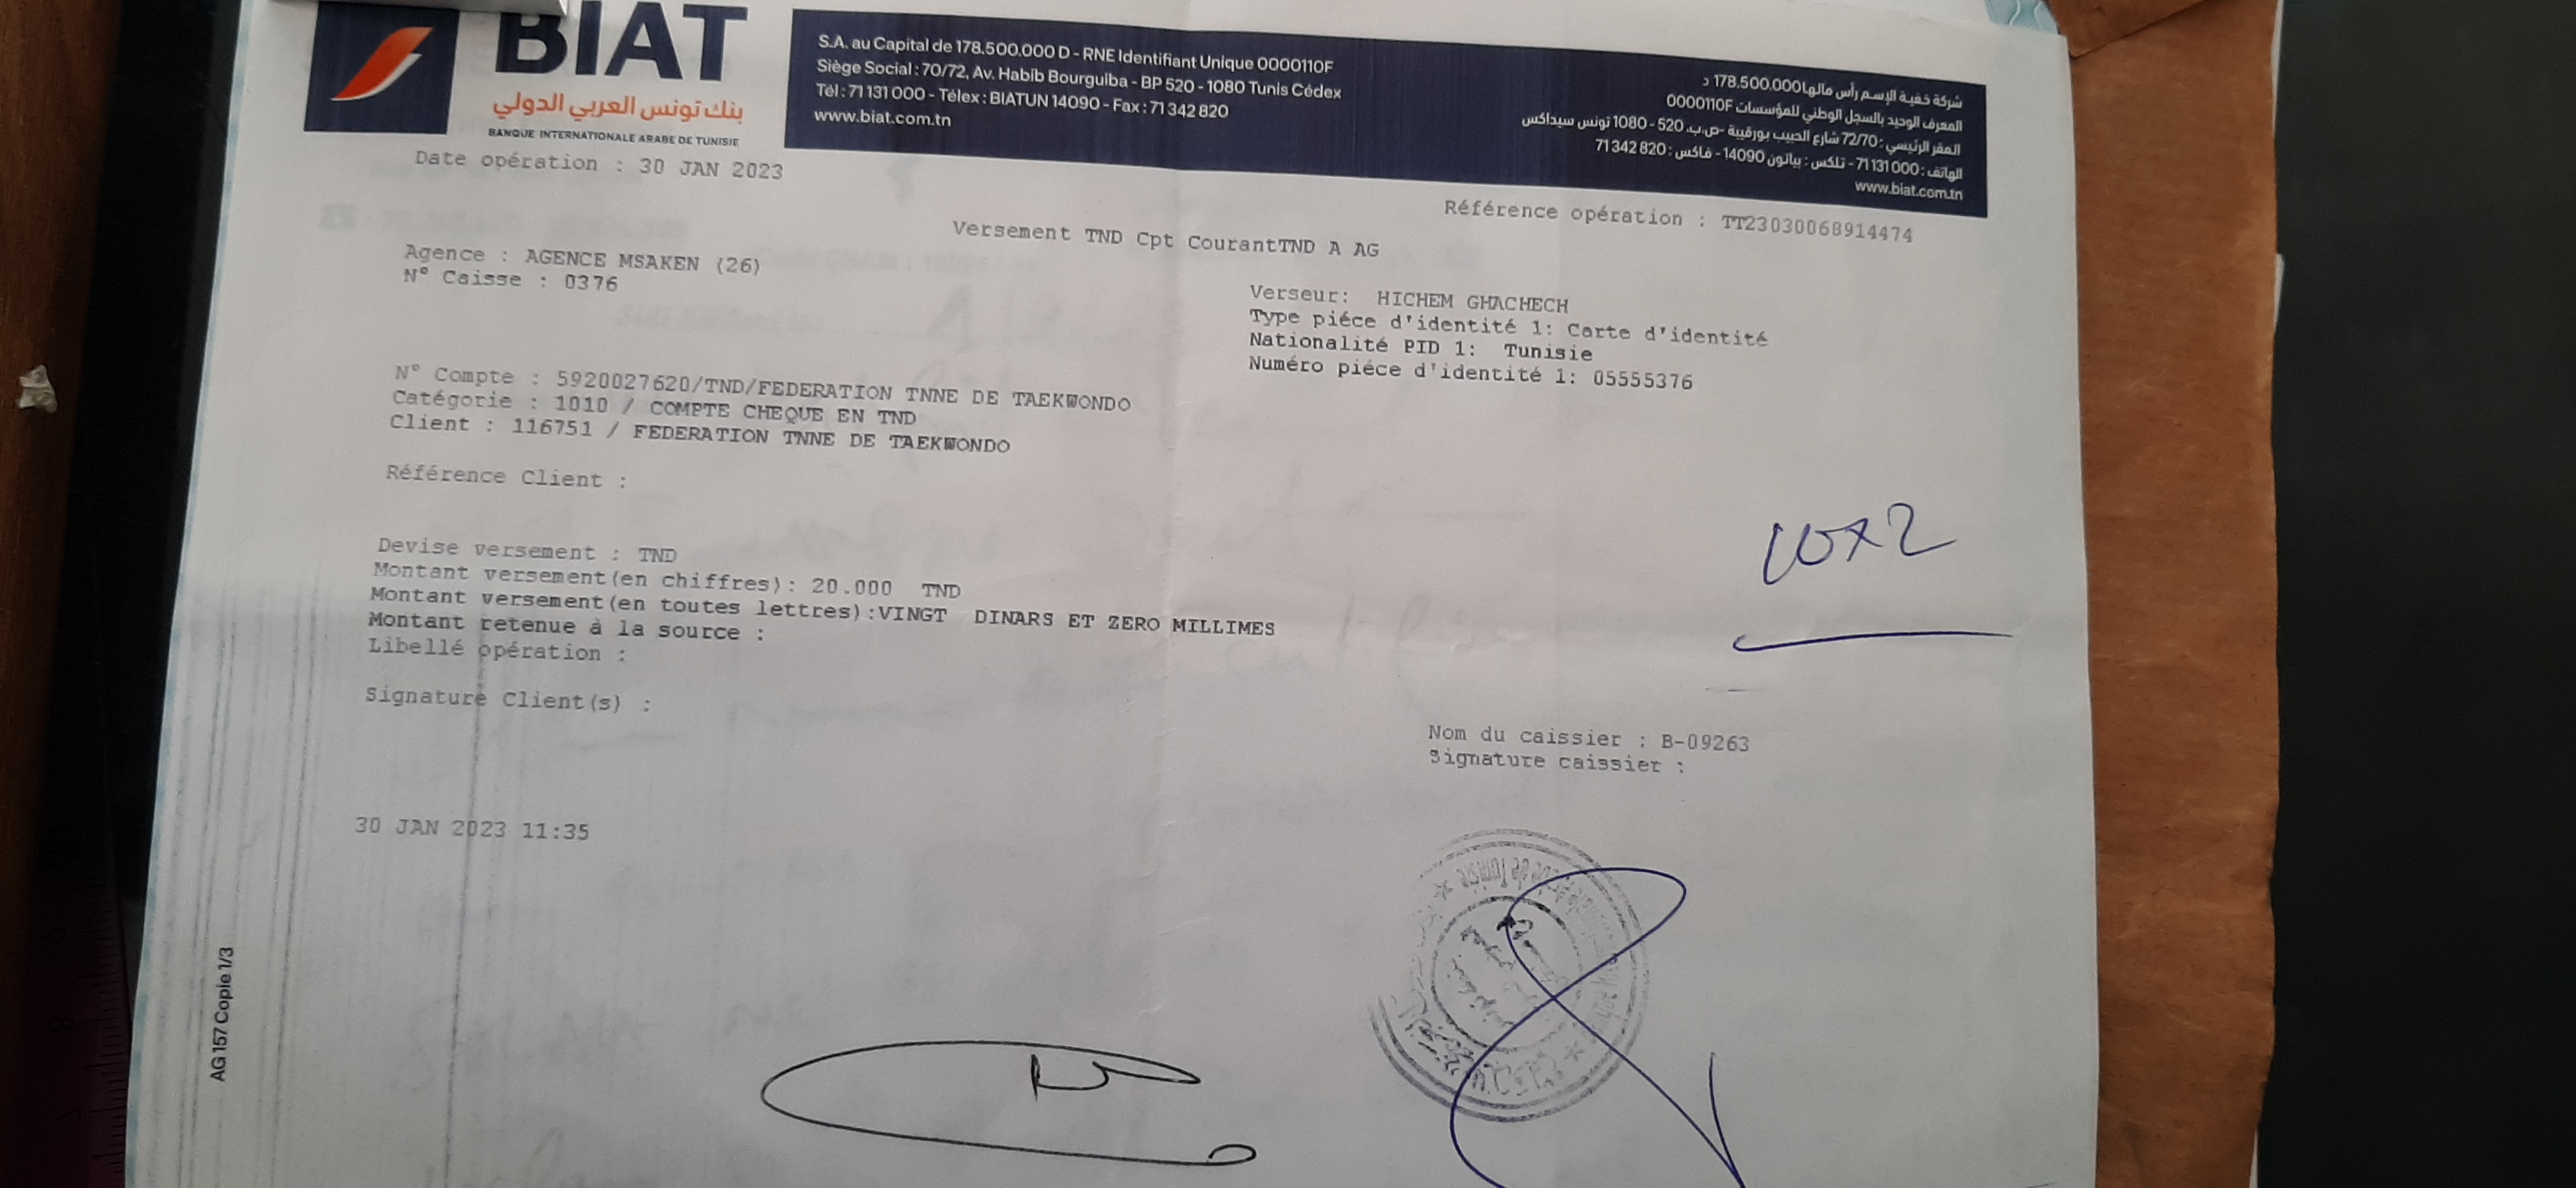 BIAT
بنك تونس العربي الدولي
BANQUE INTERNATIONALE ARABE DE TUNISIE
S.A. au Capital de 178.500.000 D - RNE Identifiant Unique 0000110F
Siège Social : 70/72, Av. Habib Bourguiba - BP 520 - 1080 Tunis Cédex
Tél : 71 131 000 - Télex : BIATUN 14090 - Fax : 71 342 820
www.biat.com.tn
شركة خفية الإسم رأس مالها 178.500.000 د
المعرف الوحيد بالسجل الوطني للمؤسسات 0000110F
المقر الرئيسي : 72/70 شارع الحبيب بورقيبة -ص.ب. 520 - 1080 تونس سيداكس
الهاتف : 71 131 000 - تلكس : بياتون 14090 - فاكس : 71 342 820
www.biat.com.tn
Date opération : 30 JAN 2023
Référence opération : TT23030068914474
Versement TND Cpt CourantTND A AG
Agence : AGENCE MSAKEN (26)
N° Caisse : 0376
Verseur: HICHEM GHACHECH
Type piéce d'identité 1: Carte d'identité
Nationalité PID 1: Tunisie
Numéro piéce d'identité 1: 05555376
N° Compte : 5920027620/TND/FEDERATION TNNE DE TAEKWONDO
Catégorie : 1010 / COMPTE CHEQUE EN TND
Client : 116751 / FEDERATION TNNE DE TAEKWONDO
Référence Client :
10x2
Devise versement : TND
Montant versement(en chiffres): 20.000 TND
Montant versement(en toutes lettres):VINGT DINARS ET ZERO MILLIMES
Montant retenue à la source :
Libellé opération :
Signature Client(s) :
Nom du caissier : B-09263
Signature caissier :
30 JAN 2023 11:35
de Tunisie
AG 157 Copie 1/3